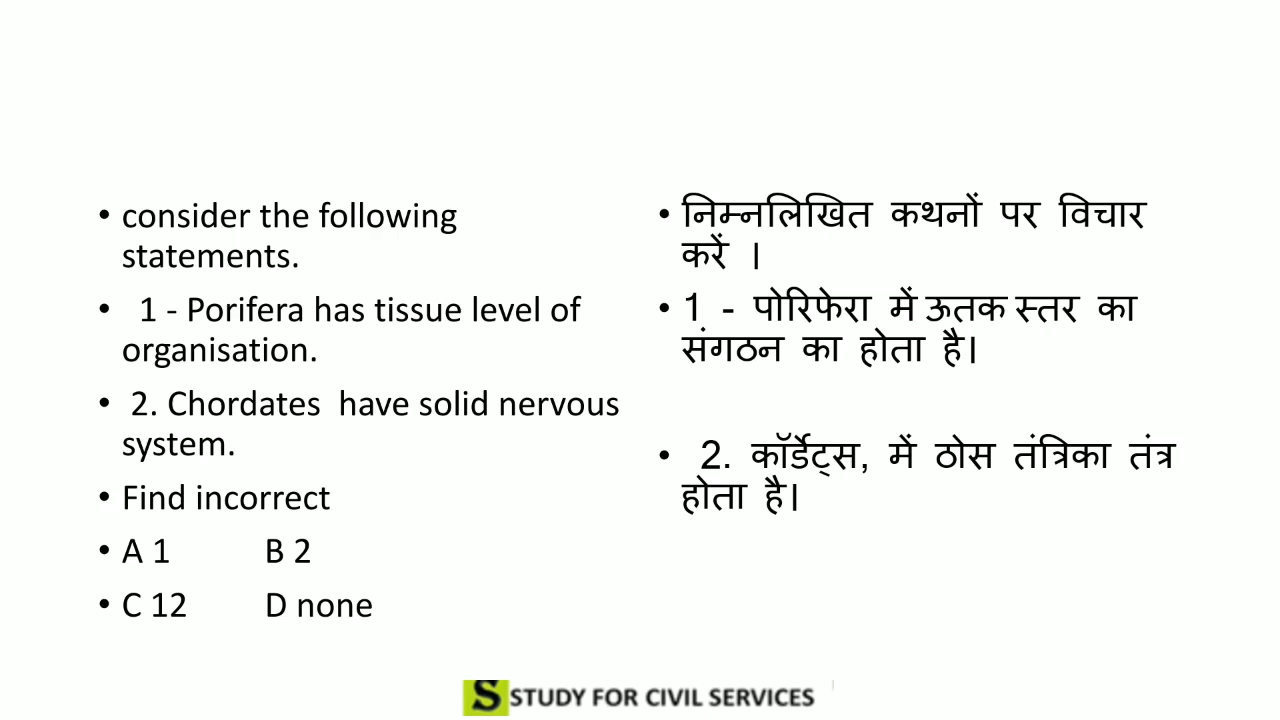 • consider the following
statements.
• 1 - Porifera has tissue level of
organisation.
• 2. Chordates have solid nervous
system.
• Find incorrect
• A 1 B 2
• C 12 D none
• निम्नलिखित कथनों पर विचार
करें ।
• 1 - पोरिफेरा में ऊतक स्तर का
संगठन का होता है।
• 2. कॉर्डेट्स, में ठोस तंत्रिका तंत्र
होता है।
S STUDY FOR CIVIL SERVICES